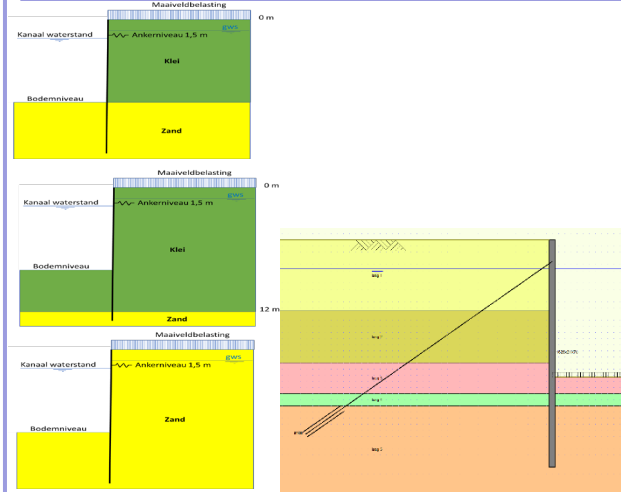 Maaiveldbelasting
0 m
gws
Kanaal waterstand
Ankerniveau 1,5 m
Klei
Bodemniveau
Zand
Maaiveldbelasting
0 m
gws
Kanaal waterstand
Ankerniveau 1,5 m
Klei
Bodemniveau
12 m
Zand
Maaiveldbelasting
gws
Kanaal waterstand
Ankerniveau 1,5 m
Zand
Bodemniveau